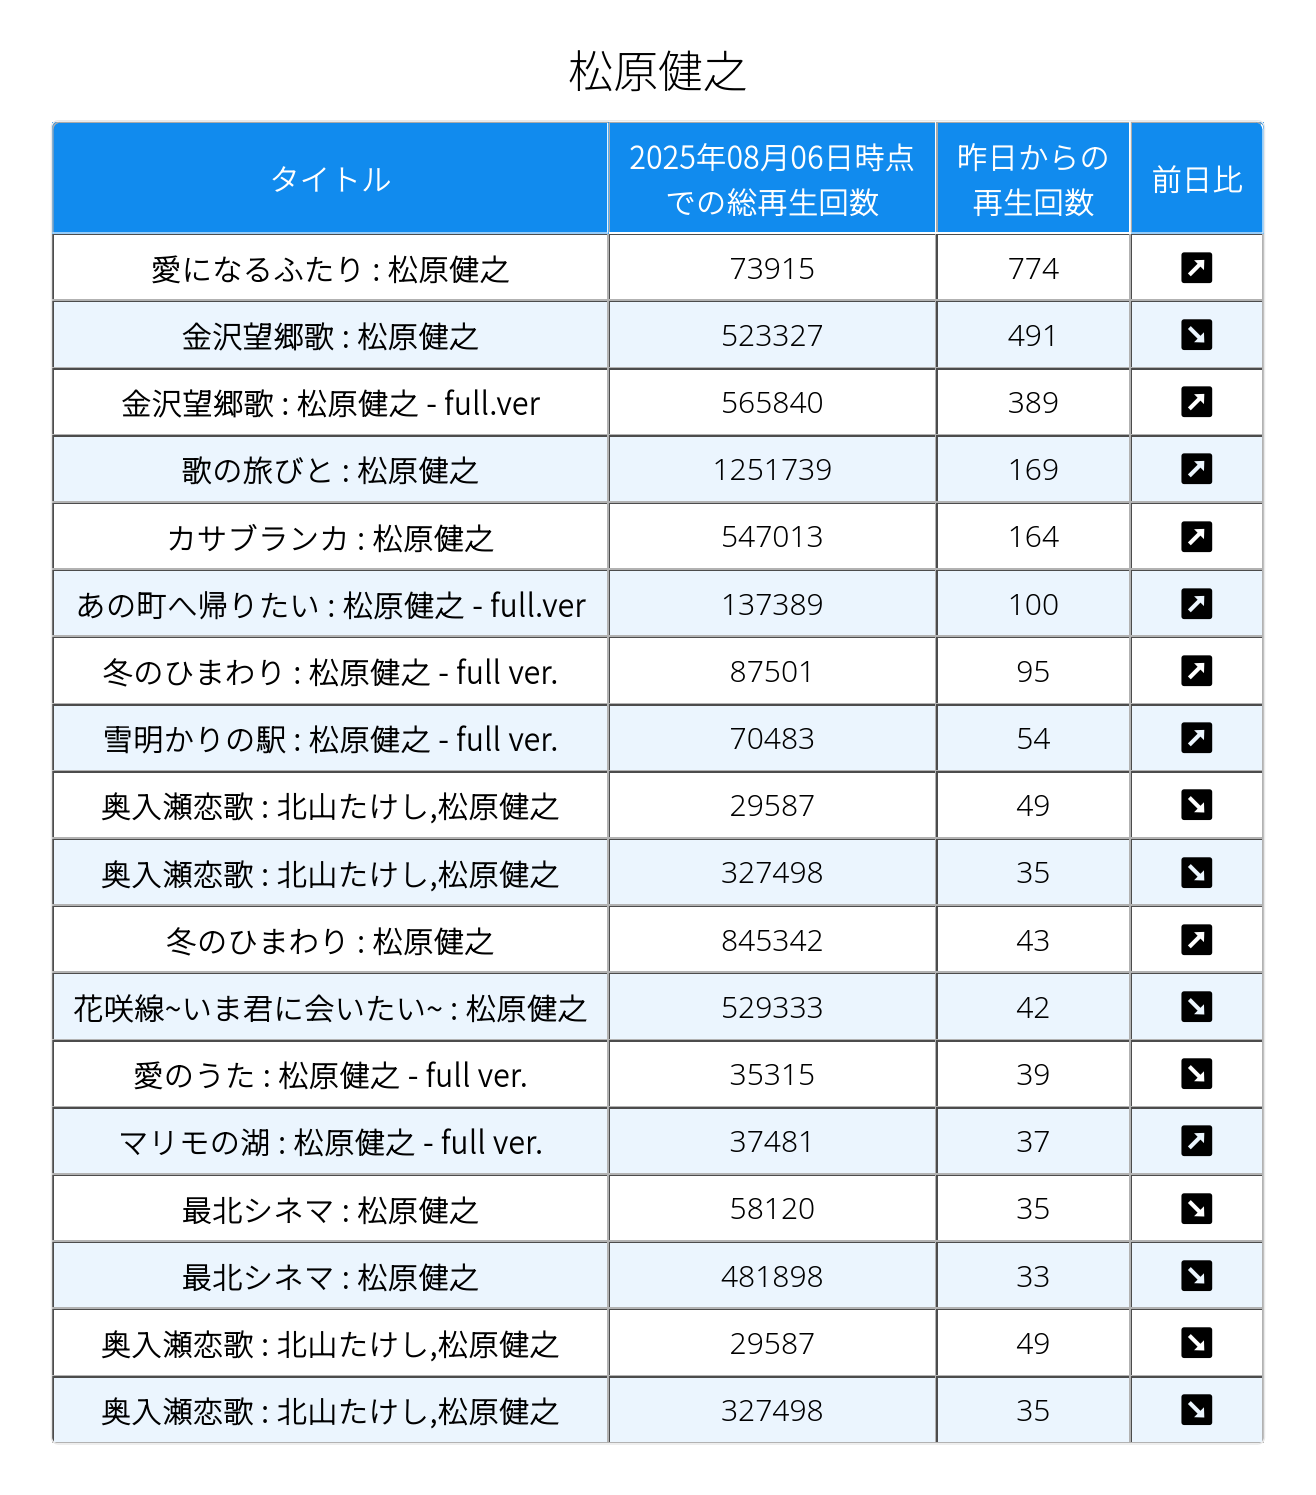 松原健之
タイトル 2025年08月06日時点での総再生回数 昨日からの再生回数 前日比
愛になるふたり : 松原健之 73915 774 ↗
金沢望郷歌 : 松原健之 523327 491 ↘
金沢望郷歌 : 松原健之 - full.ver 565840 389 ↗
歌の旅びと : 松原健之 1251739 169 ↗
カサブランカ : 松原健之 547013 164 ↗
あの町へ帰りたい : 松原健之 - full.ver 137389 100 ↗
冬のひまわり : 松原健之 - full ver. 87501 95 ↗
雪明かりの駅 : 松原健之 - full ver. 70483 54 ↗
奥入瀬恋歌 : 北山たけし,松原健之 29587 49 ↘
奥入瀬恋歌 : 北山たけし,松原健之 327498 35 ↘
冬のひまわり : 松原健之 845342 43 ↗
花咲線~いま君に会いたい~ : 松原健之 529333 42 ↘
愛のうた : 松原健之 - full ver. 35315 39 ↘
マリモの湖 : 松原健之 - full ver. 37481 37 ↗
最北シネマ : 松原健之 58120 35 ↘
最北シネマ : 松原健之 481898 33 ↘
奥入瀬恋歌 : 北山たけし,松原健之 29587 49 ↘
奥入瀬恋歌 : 北山たけし,松原健之 327498 35 ↘